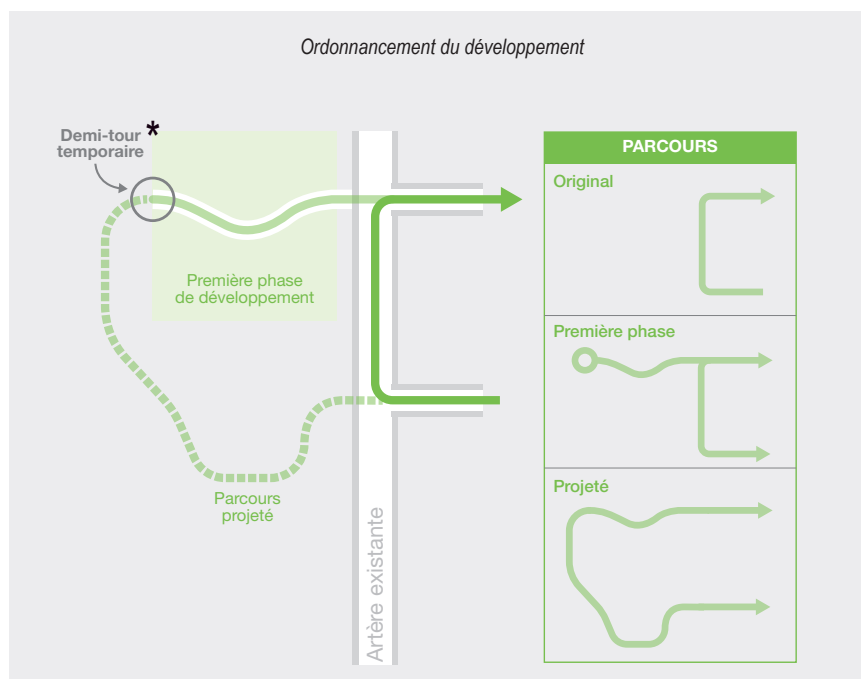 Ordonnancement du développement
Demi-tour *
temporaire
Première phase
de développement
Parcours
projeté
Artère existante
PARCOURS
Original
Première phase
Projeté